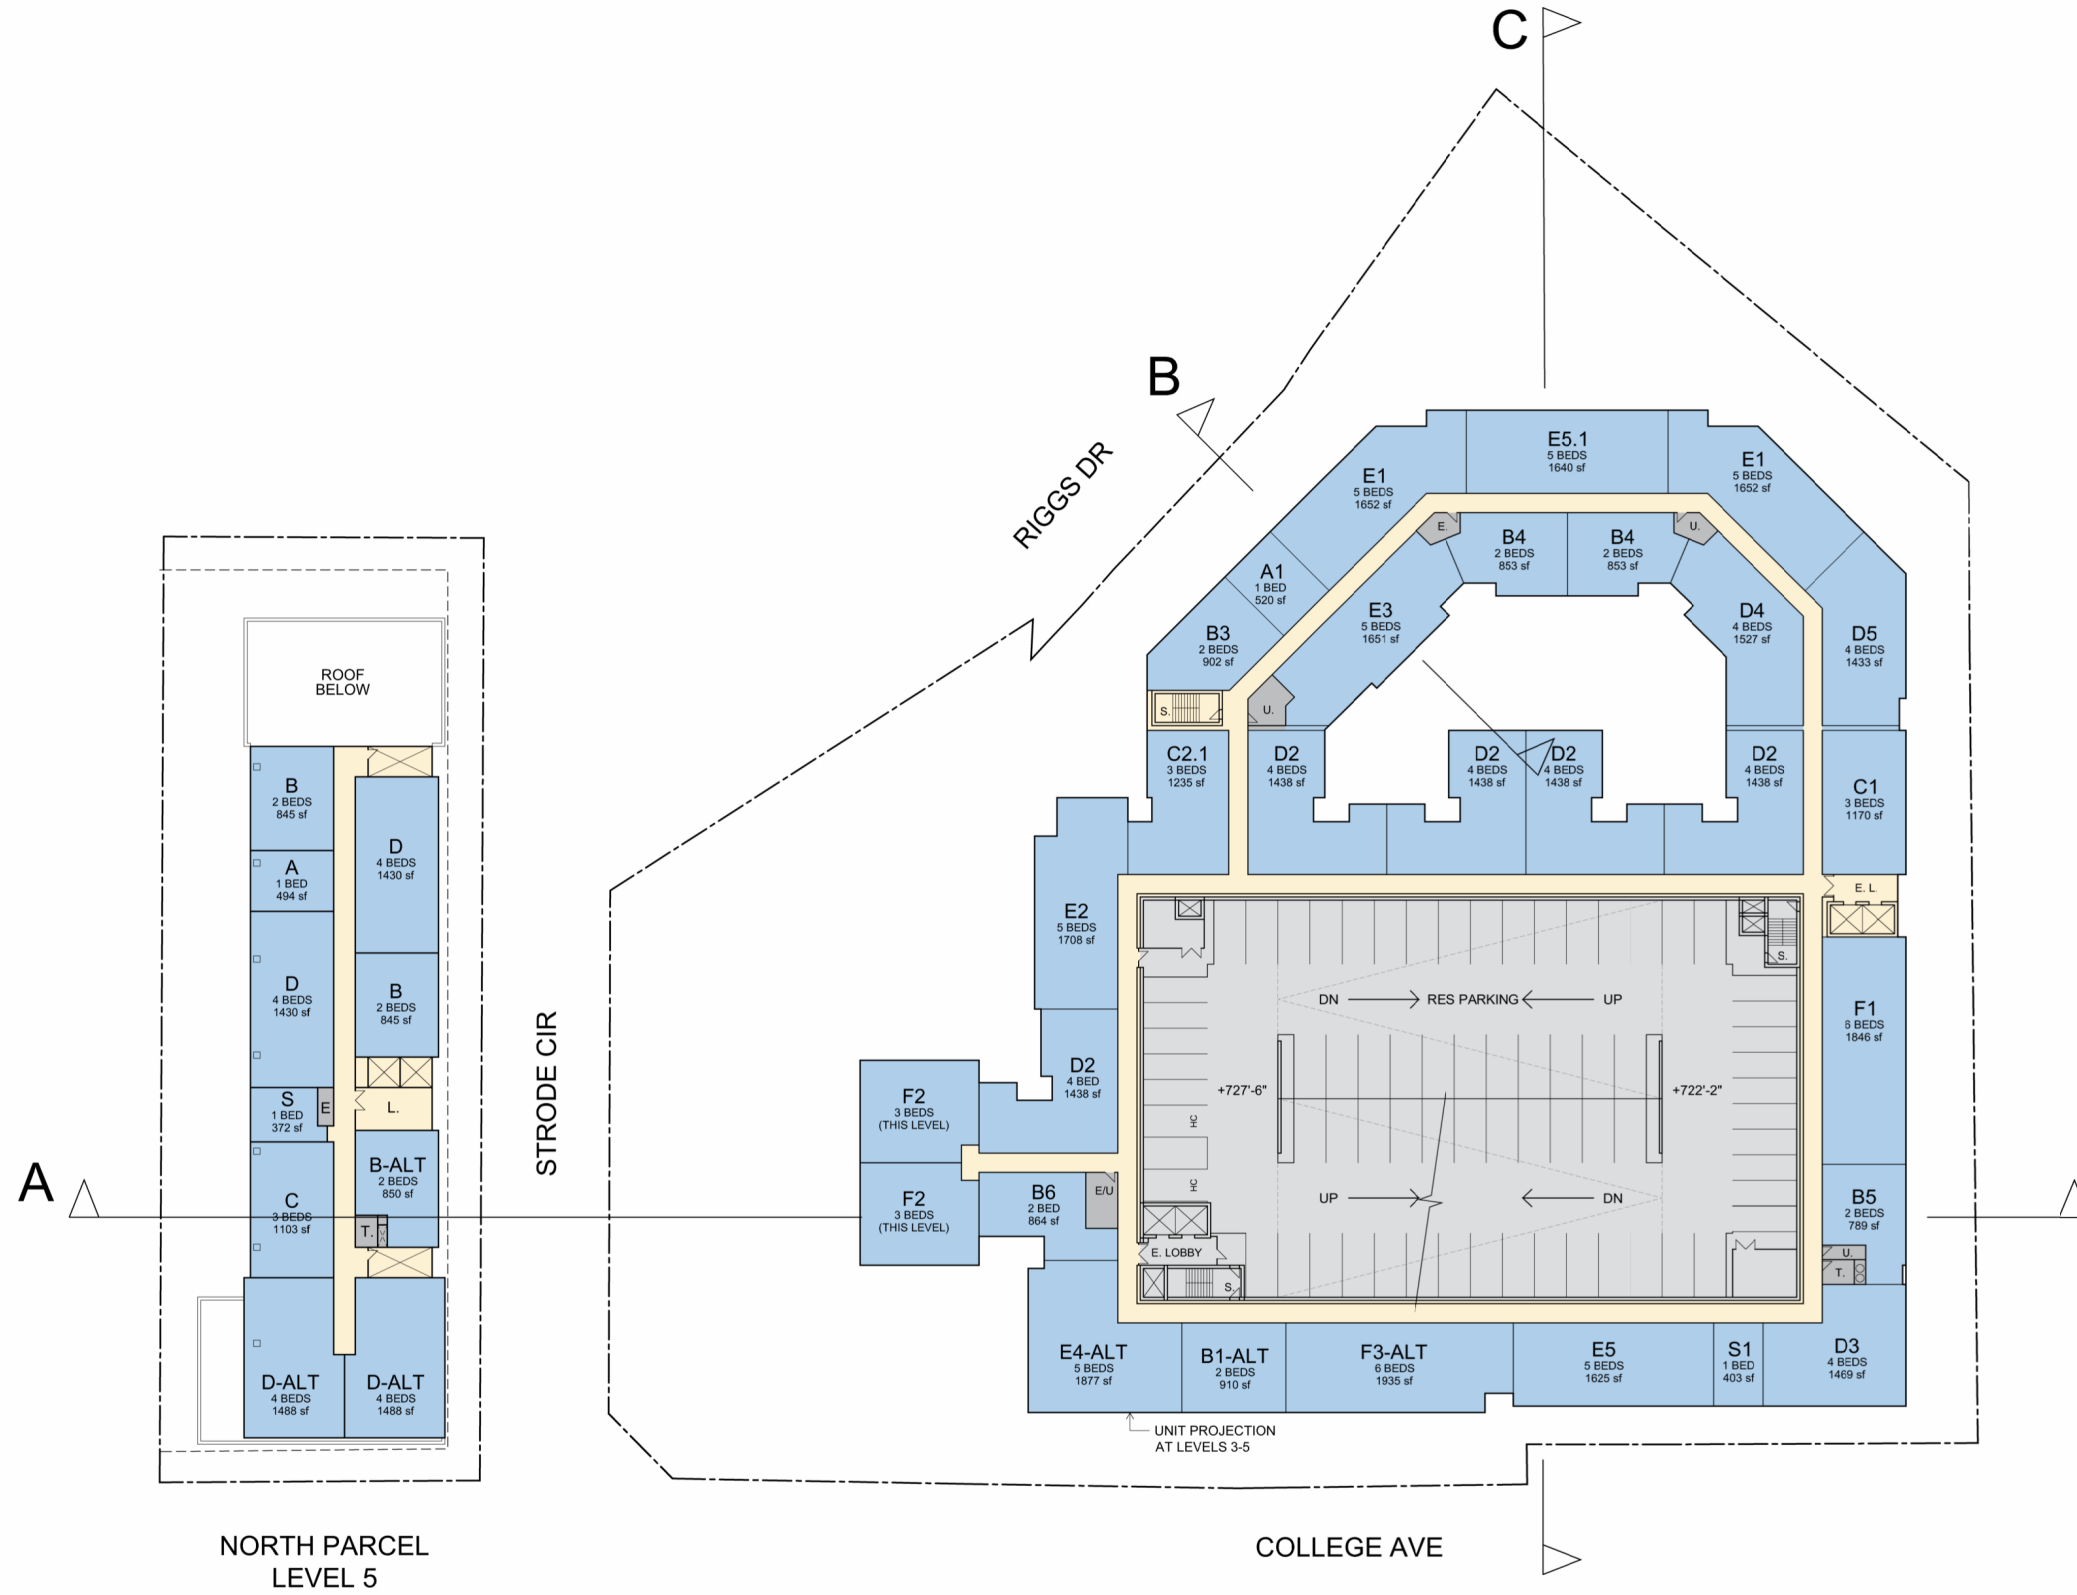 C
B
RIGGS DR
E5.1
5 BEDS
1640 sf
E1
5 BEDS
1652 sf
E1
5 BEDS
1652 sf
E.
U.
B4
2 BEDS
853 sf
B4
2 BEDS
853 sf
A1
1 BED
520 sf
E3
5 BEDS
1651 sf
D4
4 BEDS
1527 sf
B3
2 BEDS
902 sf
D5
4 BEDS
1433 sf
S.
U.
C2.1
3 BEDS
1235 sf
D2
4 BEDS
1438 sf
D2
4 BEDS
1438 sf
D2
4 BEDS
1438 sf
D2
4 BEDS
1438 sf
C1
3 BEDS
1170 sf
E. L.
E2
5 BEDS
1708 sf
S.
DN
RES PARKING
UP
F1
6 BEDS
1846 sf
D2
4 BED
1438 sf
+727'-6"
+722'-2"
HC
HC
F2
3 BEDS
(THIS LEVEL)
F2
3 BEDS
(THIS LEVEL)
B6
2 BED
864 sf
E/U
UP
DN
B5
2 BEDS
789 sf
U.
T.
E. LOBBY
S.
E4-ALT
5 BEDS
1877 sf
B1-ALT
2 BEDS
910 sf
F3-ALT
6 BEDS
1935 sf
E5
5 BEDS
1625 sf
S1
1 BED
403 sf
D3
4 BEDS
1469 sf
UNIT PROJECTION
AT LEVELS 3-5
COLLEGE AVE
STRODE CIR
ROOF
BELOW
B
2 BEDS
845 sf
A
1 BED
494 sf
D
4 BEDS
1430 sf
D
4 BEDS
1430 sf
B
2 BEDS
845 sf
S
1 BED
372 sf
E
L.
B-ALT
2 BEDS
850 sf
C
3 BEDS
1103 sf
T.
A
D-ALT
4 BEDS
1488 sf
D-ALT
4 BEDS
1488 sf
NORTH PARCEL
LEVEL 5